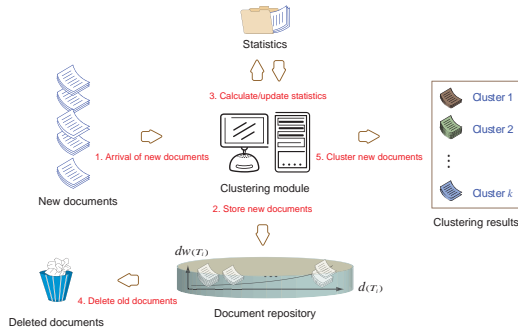 Statistics
3. Calculate/update statistics
Cluster 1
Cluster 2
⋮
Cluster k
1. Arrival of new documents
5. Cluster new documents
Clustering module
New documents
2. Store new documents
Clustering results
dw(Ti)
...
d(Ti)
4. Delete old documents
Document repository
Deleted documents